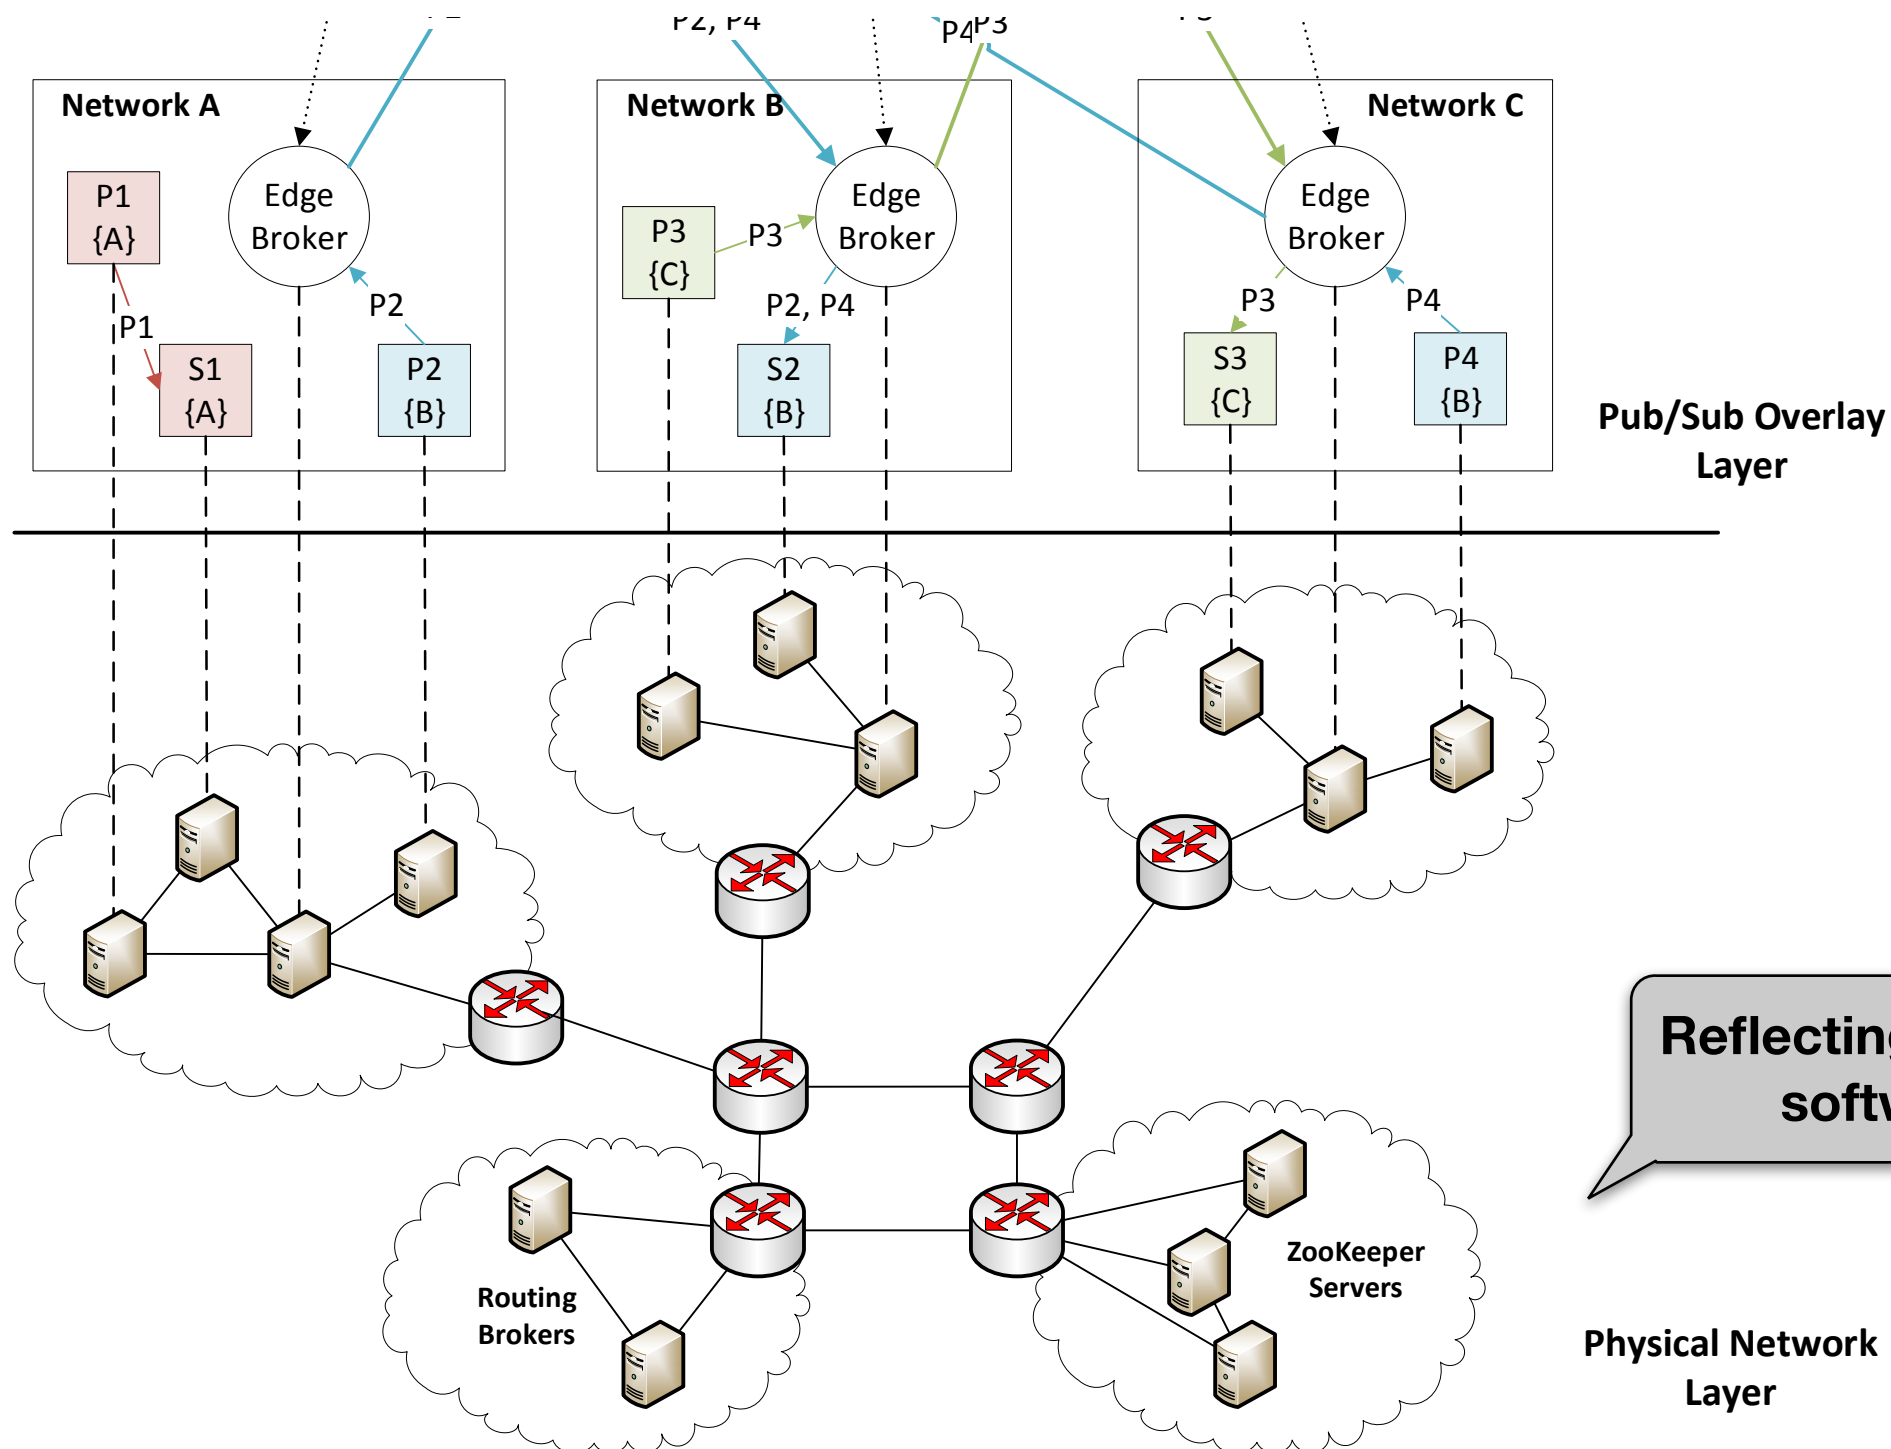 P2, P4
P4
P3
Network A
Network B
Network C
P1
{A}
Edge
Broker
P3
{C}
P3
Edge
Broker
Edge
Broker
P2
P1
P2, P4
P3
P4
S1
{A}
P2
{B}
S2
{B}
S3
{C}
P4
{B}
Pub/Sub Overlay
Layer
Reflecting
softw
ZooKeeper
Servers
Routing
Brokers
Physical Network
Layer